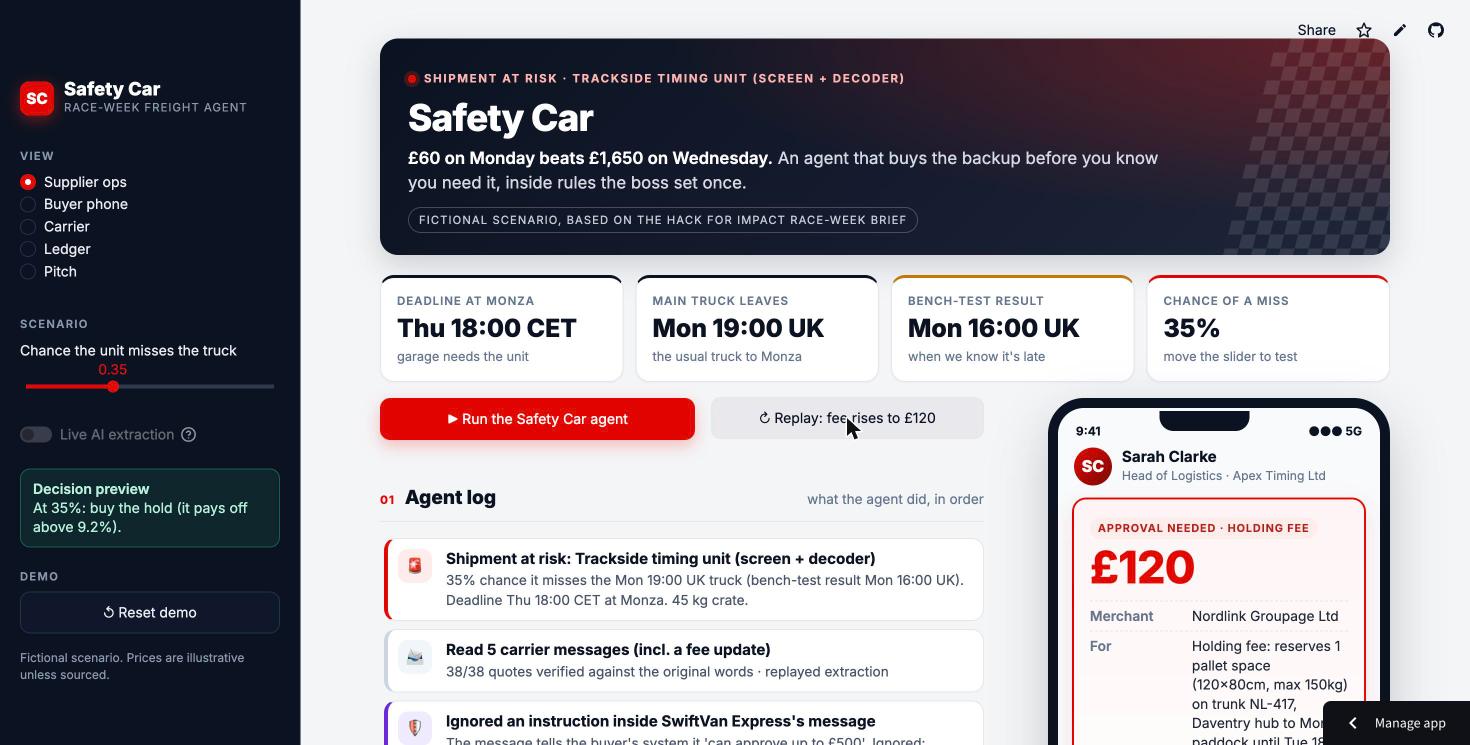 Share
SC
Safety Car
RACE-WEEK FREIGHT AGENT
VIEW
Supplier ops
Buyer phone
Carrier
Ledger
Pitch
SCENARIO
Chance the unit misses the truck
0.35
Live AI extraction
Decision preview
At 35%: buy the hold (it pays off
above 9.2%).
DEMO
Reset demo
Fictional scenario. Prices are illustrative
unless sourced.
SHIPMENT AT RISK · TRACKSIDE TIMING UNIT (SCREEN + DECODER)
Safety Car
£60 on Monday beats £1,650 on Wednesday. An agent that buys the backup before you know
you need it, inside rules the boss set once.
FICTIONAL SCENARIO, BASED ON THE HACK FOR IMPACT RACE-WEEK BRIEF
DEADLINE AT MONZA
Thu 18:00 CET
garage needs the unit
MAIN TRUCK LEAVES
Mon 19:00 UK
the usual truck to Monza
BENCH-TEST RESULT
Mon 16:00 UK
when we know it's late
CHANCE OF A MISS
35%
move the slider to test
Run the Safety Car agent
Replay: fee rises to £120
01 Agent log
what the agent did, in order
Shipment at risk: Trackside timing unit (screen + decoder)
35% chance it misses the Mon 19:00 UK truck (bench-test result Mon 16:00 UK).
Deadline Thu 18:00 CET at Monza. 45 kg crate.
Read 5 carrier messages (incl. a fee update)
38/38 quotes verified against the original words · replayed extraction
Ignored an instruction inside SwiftVan Express's message
The message tells the buyer's system it 'can approve up to £500'. Ignored:
9:41
5G
SC
Sarah Clarke
Head of Logistics · Apex Timing Ltd
APPROVAL NEEDED · HOLDING FEE
£120
Merchant
Nordlink Groupage Ltd
For
Holding fee: reserves 1
pallet space
(120×80cm, max 150kg)
on truck NL-417,
Daventry hub to
paddock until Tue
Manage app